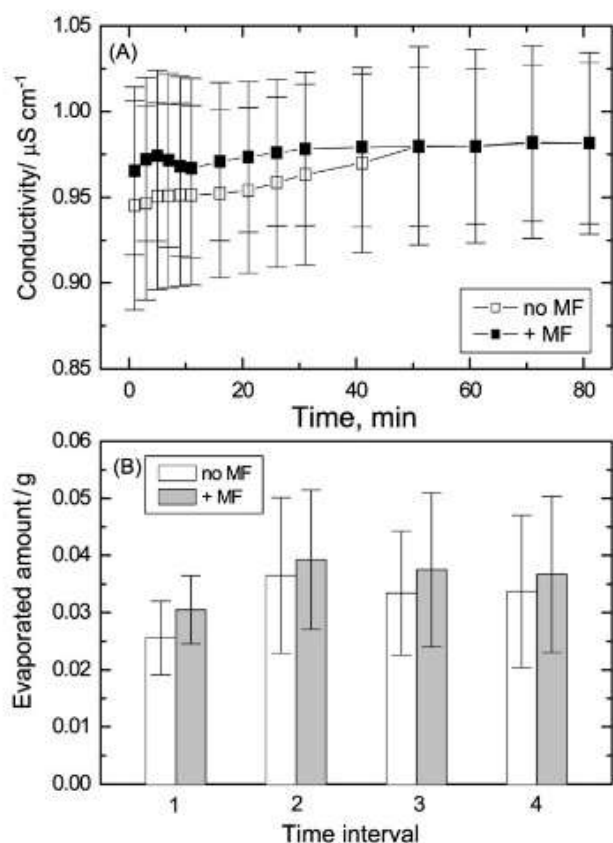 (A)
Conductivity/ μS cm⁻¹
1.05
1.00
0.95
0.90
0.85
no MF
+ MF
0 20 40 60 80
Time, min
(B)
Evaporated amount/g
0.06
0.05
0.04
0.03
0.02
0.01
0.00
no MF
+ MF
1 2 3 4
Time interval